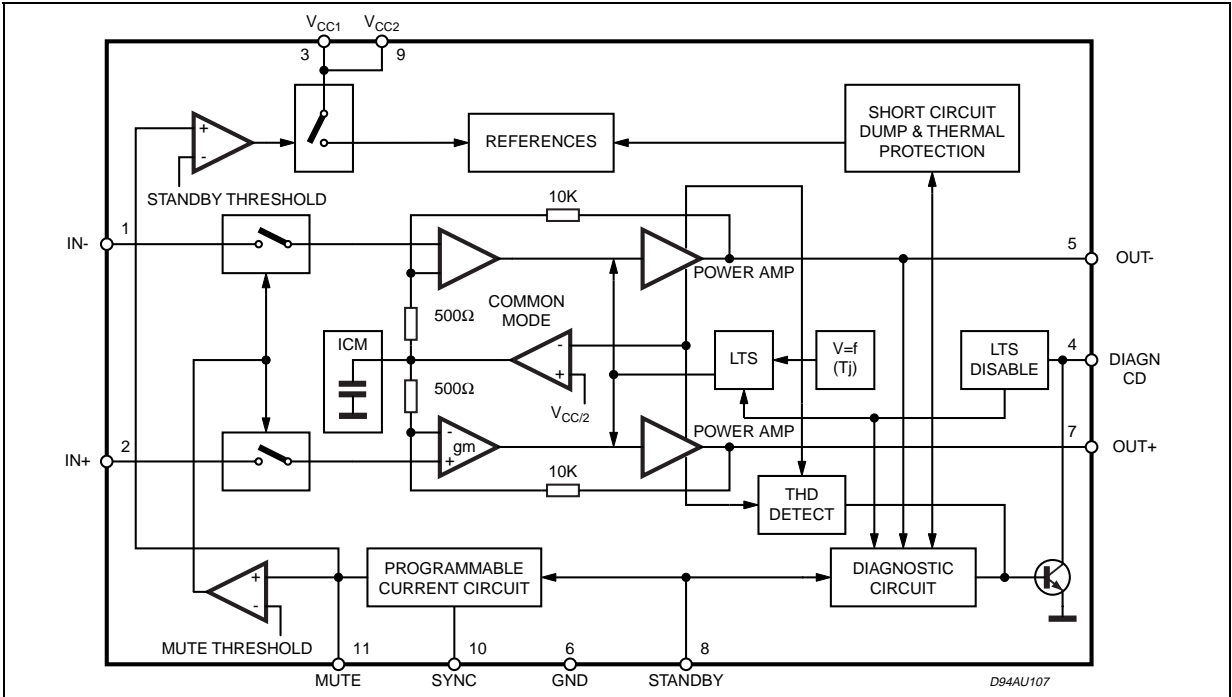 VCC1 VCC2
3 9
SHORT CIRCUIT
DUMP & THERMAL
PROTECTION
+
-
REFERENCES
STANDBY THRESHOLD
10K
IN- 1
5 OUT-
POWER AMP
500Ω
COMMON
MODE
ICM
-
+
VCC/2
LTS
V=f
(Tj)
LTS
DISABLE
4 DIAGN
CD
500Ω
POWER AMP
7 OUT+
IN+ 2
-
gm
+
10K
THD
DETECT
+
-
PROGRAMMABLE
CURRENT CIRCUIT
DIAGNOSTIC
CIRCUIT
MUTE THRESHOLD
11 10 6 8
MUTE SYNC GND STANDBY
D94AU107